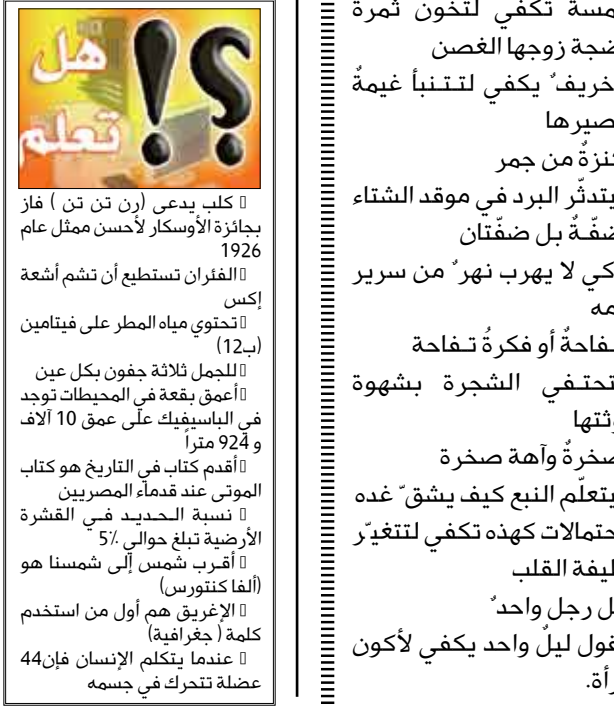 مسة تكفي لتخون ثمرة
ضجة زوجها الغصن
خريفٌ يكفي لتتنبأ غيمةٌ
صيرها
نزةٌ من جمر
يتدثّر البرد في موقد الشتاء
ضفّةٌ بل ضفّتان
كي لا يهرب نهرٌ من سرير
مه
فاحةٌ أو فكرةُ تفاحة
تحتفي الشجرة بشهوة
وثتها
صخرةٌ وآهة صخرة
يتعلّم النبع كيف يشقّ غده
حتمالات كهذه تكفي لتتغيّر
ليفة القلب
ل رجل واحدٌ
قول ليلٌ واحد يكفي لأكون
رأة.
هل
تعلم
؟!
كلب يدعى (رن تن تن ) فاز
بجائزة الأوسكار لأحسن ممثل عام
1926
الفئران تستطيع أن تشم أشعة
إكس
تحتوي مياه المطر على فيتامين
(ب12)
للجمل ثلاثة جفون بكل عين
أعمق بقعة في المحيطات توجد
في الباسيفيك على عمق 10 آلاف
و 924 متراً
أقدم كتاب في التاريخ هو كتاب
الموتى عند قدماء المصريين
نسبة الحديد في القشرة
الأرضية تبلغ حوالي 5٪
أقرب شمس إلى شمسنا هو
(ألفا كنتورس)
الإغريق هم أول من استخدم
كلمة ( جغرافية)
عندما يتكلم الإنسان فإن44
عضلة تتحرك في جسمه